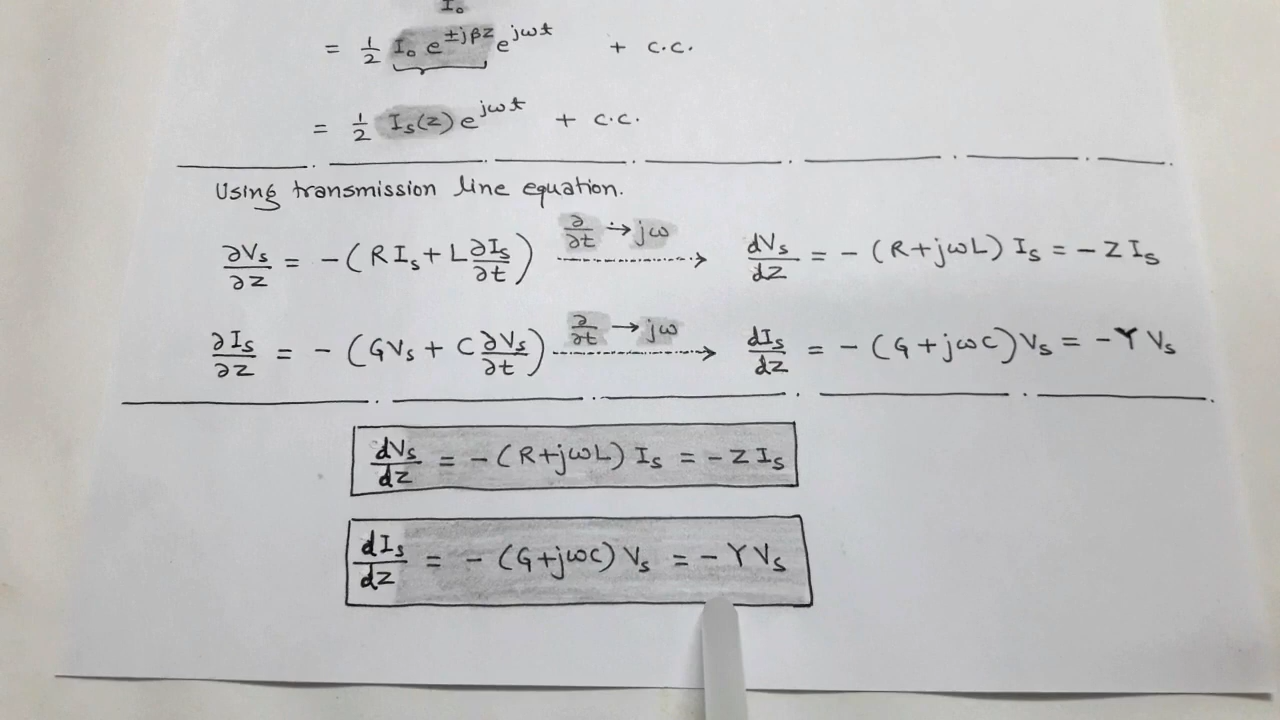 I₀
= ½ I₀ e^{±jβz} e^{jωt} + c.c.
= ½ Is(z) e^{jωt} + c.c.
Using transmission line equation.
∂Vs/∂z = -(RIs + L ∂Is/∂t) ∂/∂t → jω dVs/dz = -(R+jωL) Is = -Z Is
∂Is/∂z = -(GVs + C ∂Vs/∂t) ∂/∂t → jω dIs/dz = -(G+jωC) Vs = -Y Vs
dVs/dz = -(R+jωL) Is = -Z Is
dIs/dz = -(G+jωC) Vs = -Y Vs